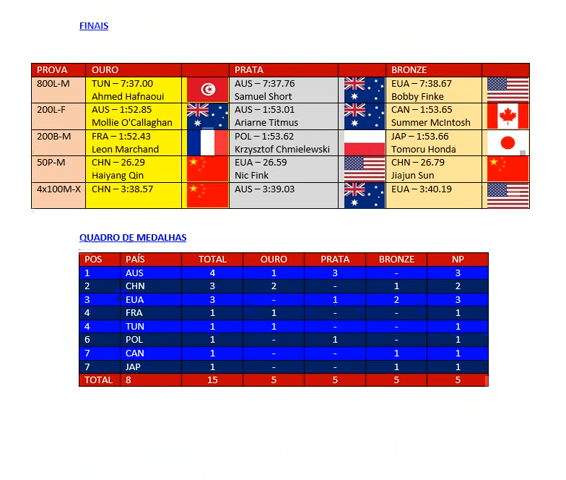 FINAIS
PROVA OURO PRATA BRONZE
800L-M TUN – 7:37.00 AUS – 7:37.76 EUA – 7:38.67
Ahmed Hafnaoui Samuel Short Bobby Finke
200L-F AUS – 1:52.85 AUS – 1:53.01 CAN – 1:53.65
Mollie O'Callaghan Ariarne Titmus Summer McIntosh
200B-M FRA – 1:52.43 POL – 1:53.62 JAP – 1:53.66
Leon Marchand Krzysztof Chmielewski Tomoru Honda
50P-M CHN – 26.29 EUA – 26.59 CHN – 26.79
Haiyang Qin Nic Fink Jiajun Sun
4x100M-X CHN – 3:38.57 AUS – 3:39.03 EUA – 3:40.19
QUADRO DE MEDALHAS
POS PAÍS TOTAL OURO PRATA BRONZE NP
1 AUS 4 1 3 - 3
2 CHN 3 2 - 1 2
3 EUA 3 - 1 2 3
4 FRA 1 1 - - 1
4 TUN 1 1 - - 1
6 POL 1 - 1 - 1
7 CAN 1 - - 1 1
7 JAP 1 - - 1 1
TOTAL 8 15 5 5 5 5